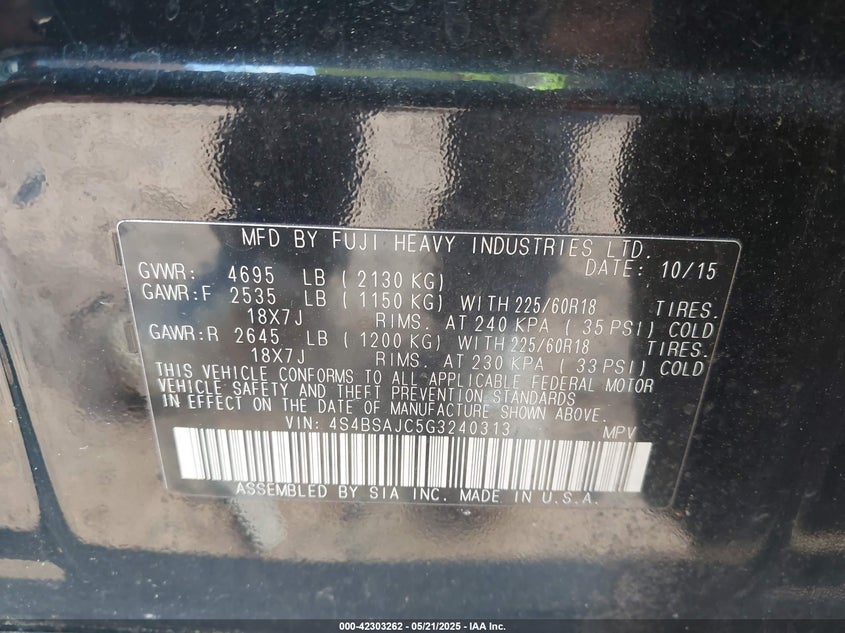 MFD BY FUJI HEAVY INDUSTRIES LTD.
DATE: 10/15
GVWR: 4695 LB ( 2130 KG)
GAWR:F 2535 LB ( 1150 KG) WITH 225/60R18 TIRES.
18X7J RIMS. AT 240 KPA ( 35 PSI) COLD
GAWR:R 2645 LB ( 1200 KG) WITH 225/60R18 TIRES.
18X7J RIMS. AT 230 KPA ( 33 PSI) COLD
THIS VEHICLE CONFORMS TO ALL APPLICABLE FEDERAL MOTOR
VEHICLE SAFETY AND THEFT PREVENTION STANDARDS
IN EFFECT ON THE DATE OF MANUFACTURE SHOWN ABOVE.
VIN: 4S4BSAJC5G3240313 MPV
ASSEMBLED BY SIA INC. MADE IN U.S.A.
000-42303262 - 05/21/2025 - IAA Inc.